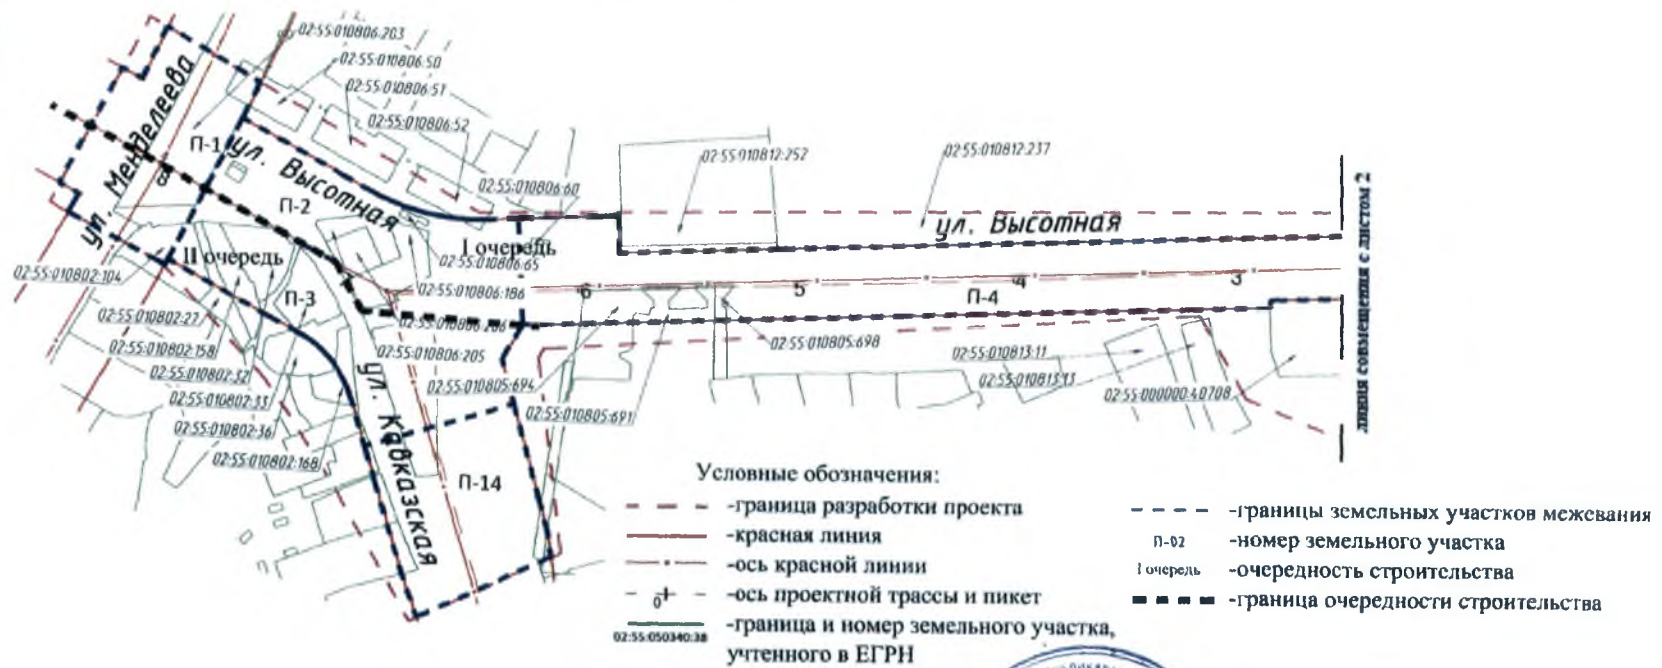 02:55:010806:203
02:55:010806:50
02:55:010806:51
02:55:010806:52
ул. Менделеева
П-1
ул. Высотная
П-2
02:55:010806:60
02:55:010812:252
02:55:010812:237
ул. Высотная
I очередь
II очередь
02:55:010806:65
02:55:010802:104
02:55:010806:186
П-3
6
5
4
3
П-4
02:55:010802:27
02:55:010806:205
02:55:010805:698
02:55:010802:158
02:55:010813:11
02:55:010802:32
02:55:010805:694
02:55:010813:13
02:55:010802:33
02:55:000000:40708
02:55:010805:691
02:55:010802:36
02:55:010802:168
ул. Кавказская
П-14
линия совмещения с листом 2
Условные обозначения:
-граница разработки проекта
-красная линия
-ось красной линии
0 -ось проектной трассы и пикет
02:55:050340:38 -граница и номер земельного участка,
учтенного в ЕГРН
-границы земельных участков межевания
П-02 -номер земельного участка
I очередь -очередность строительства
-граница очередности строительства